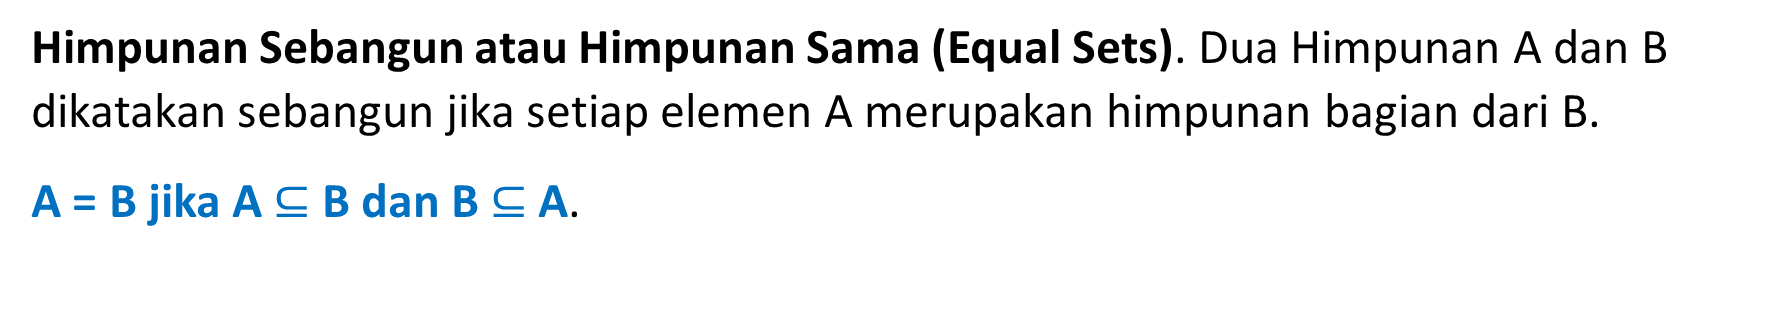 Himpunan Sebangun atau Himpunan Sama (Equal Sets). Dua Himpunan A dan B
dikatakan sebangun jika setiap elemen A merupakan himpunan bagian dari B.
A = B jika A ⊆ B dan B ⊆ A.